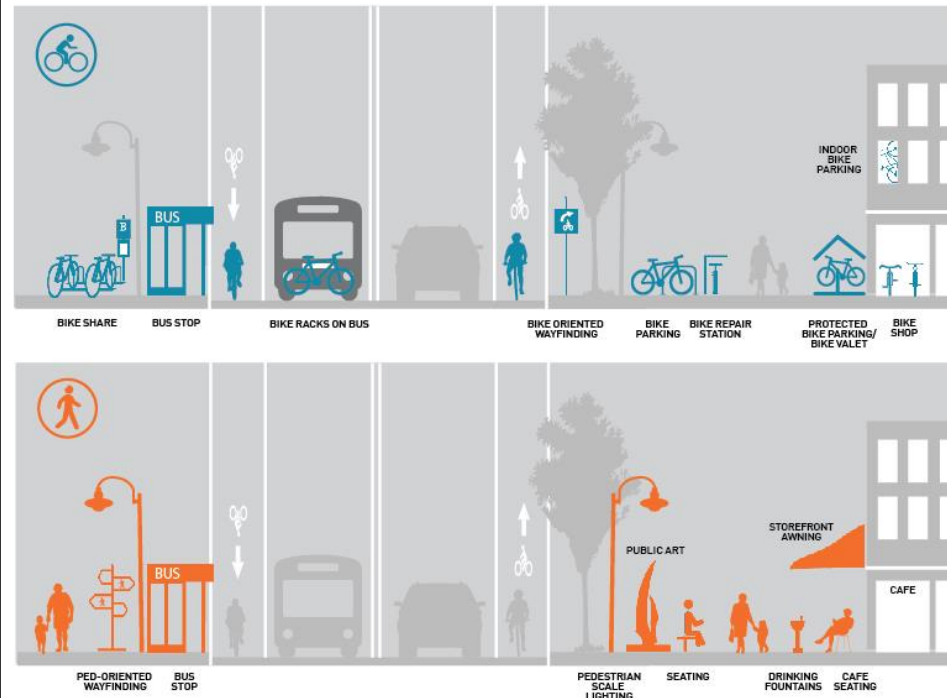 INDOOR
BIKE
PARKING
B
BUS
BIKE SHARE
BUS STOP
BIKE RACKS ON BUS
BIKE ORIENTED
WAYFINDING
BIKE
PARKING
BIKE REPAIR
STATION
PROTECTED
BIKE PARKING/
BIKE VALET
BIKE
SHOP
PUBLIC ART
STOREFRONT
AWNING
BUS
CAFE
PED-ORIENTED
WAYFINDING
BUS
STOP
PEDESTRIAN
SCALE
LIGHTING
SEATING
DRINKING
FOUNTAINS
CAFE
SEATING